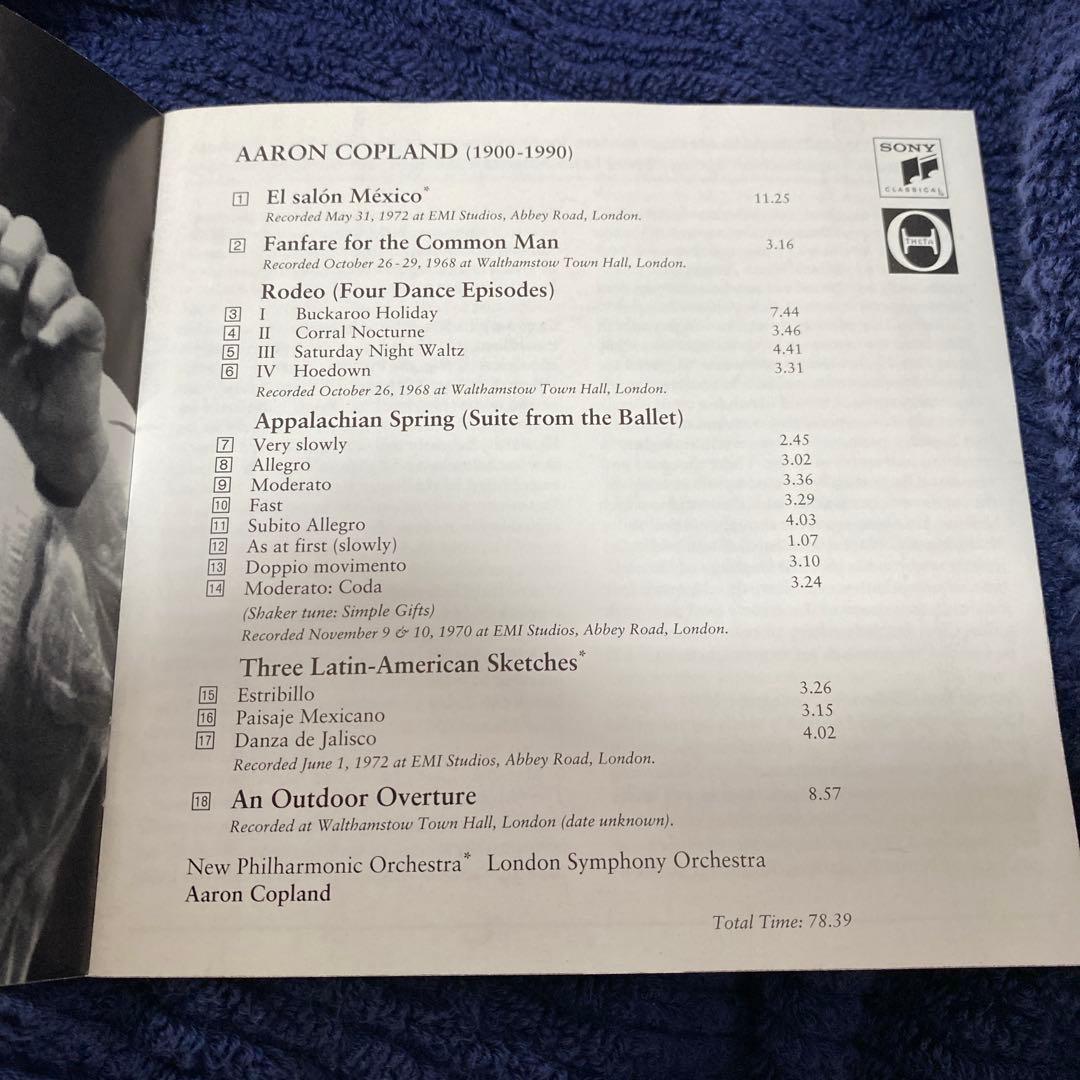 AARON COPLAND (1900-1990)
SONY
CLASSICAL
THETA
1 El salón México* 11.25
Recorded May 31, 1972 at EMI Studios, Abbey Road, London.
2 Fanfare for the Common Man 3.16
Recorded October 26-29, 1968 at Walthamstow Town Hall, London.
Rodeo (Four Dance Episodes)
3 I Buckaroo Holiday 7.44
4 II Corral Nocturne 3.46
5 III Saturday Night Waltz 4.41
6 IV Hoedown 3.31
Recorded October 26, 1968 at Walthamstow Town Hall, London.
Appalachian Spring (Suite from the Ballet)
7 Very slowly 2.45
8 Allegro 3.02
9 Moderato 3.36
10 Fast 3.29
11 Subito Allegro 4.03
12 As at first (slowly) 1.07
13 Doppio movimento 3.10
14 Moderato: Coda 3.24
(Shaker tune: Simple Gifts)
Recorded November 9 & 10, 1970 at EMI Studios, Abbey Road, London.
Three Latin-American Sketches*
15 Estribillo 3.26
16 Paisaje Mexicano 3.15
17 Danza de Jalisco 4.02
Recorded June 1, 1972 at EMI Studios, Abbey Road, London.
18 An Outdoor Overture 8.57
Recorded at Walthamstow Town Hall, London (date unknown).
New Philharmonic Orchestra* London Symphony Orchestra
Aaron Copland
Total Time: 78.39